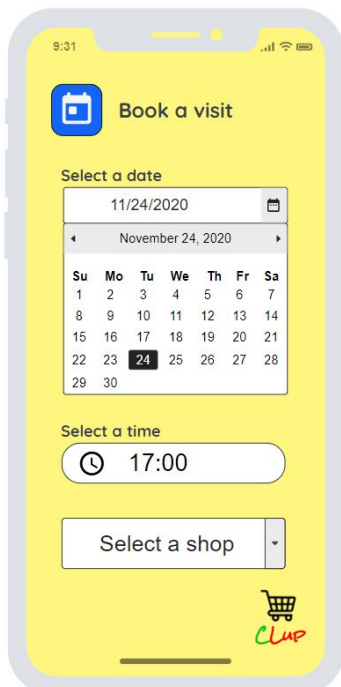 9:31
Book a visit
Select a date
11/24/2020
November 24, 2020
Su Mo Tu We Th Fr Sa
1 2 3 4 5 6 7
8 9 10 11 12 13 14
15 16 17 18 19 20 21
22 23 24 25 26 27 28
29 30
Select a time
17:00
Select a shop
CLup